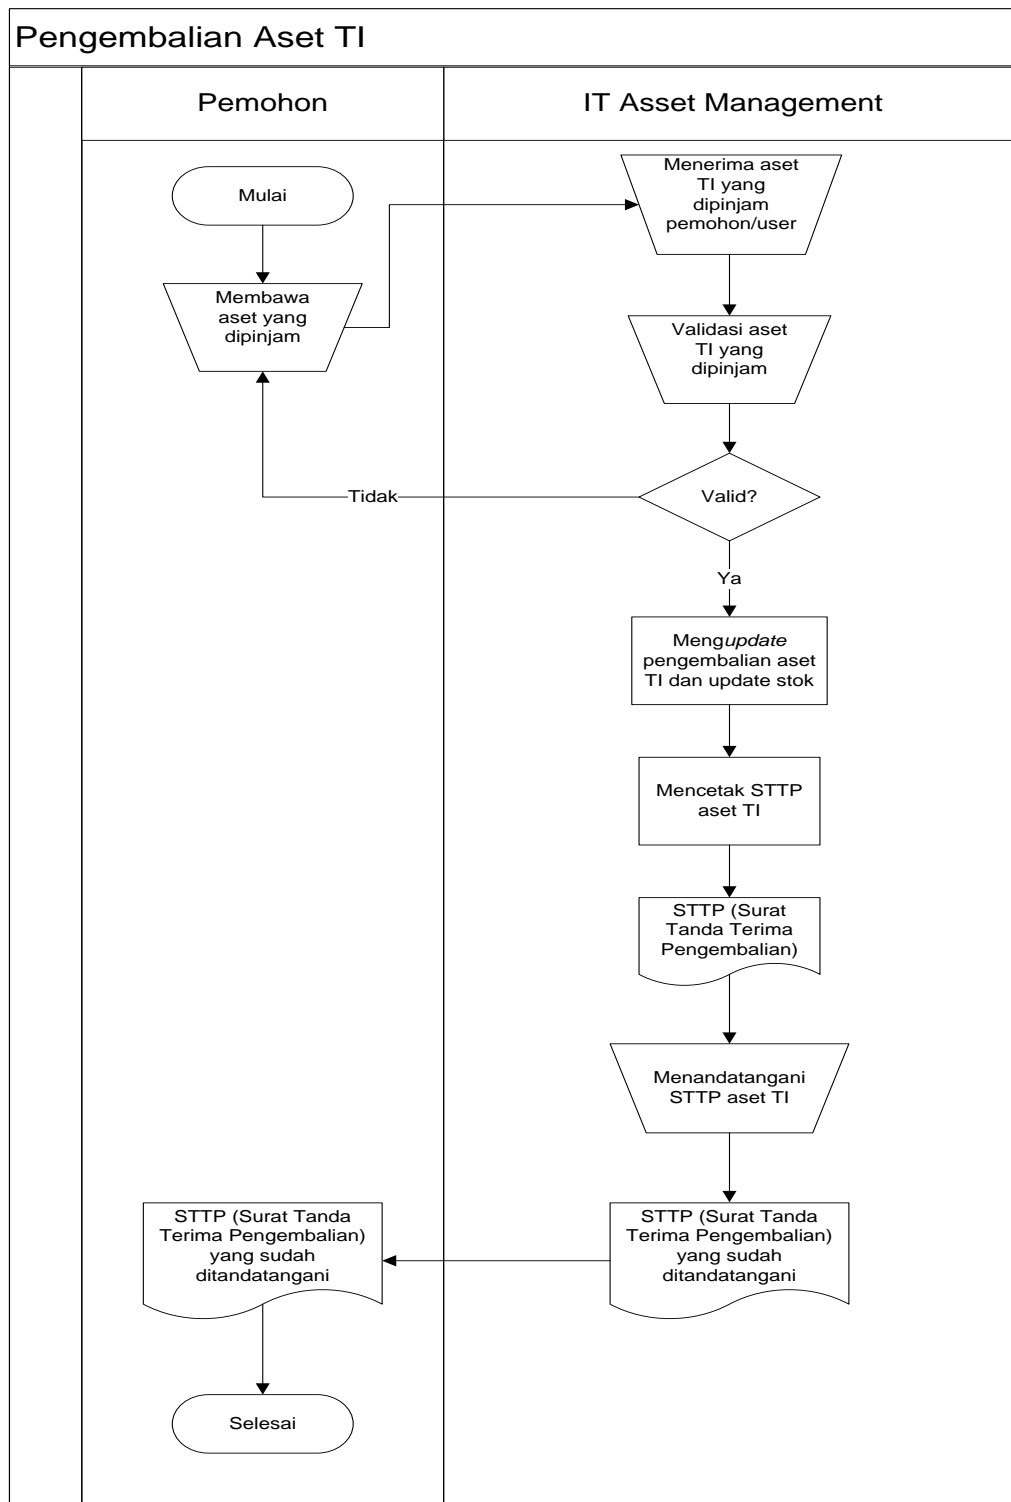 Pengembalian Aset TI
Pemohon
IT Asset Management
Mulai
Membawa
aset yang
dipinjam
Menerima aset
TI yang
dipinjam
pemohon/user
Validasi aset
TI yang
dipinjam
Valid?
Tidak
Ya
Mengupdate
pengembalian aset
TI dan update stok
Mencetak STTP
aset TI
STTP (Surat
Tanda Terima
Pengembalian)
Menandatangani
STTP aset TI
STTP (Surat Tanda
Terima Pengembalian)
yang sudah
ditandatangani
STTP (Surat Tanda
Terima Pengembalian)
yang sudah
ditandatangani
Selesai